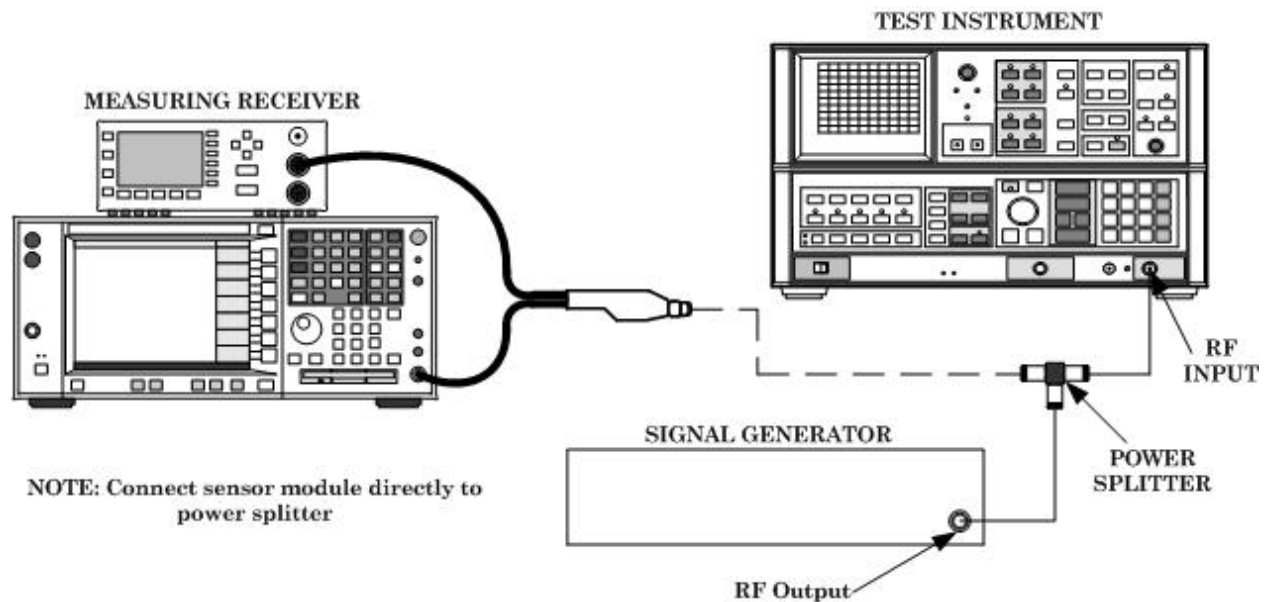 TEST INSTRUMENT
MEASURING RECEIVER
RF
INPUT
SIGNAL GENERATOR
POWER
SPLITTER
NOTE: Connect sensor module directly to
power splitter
RF Output